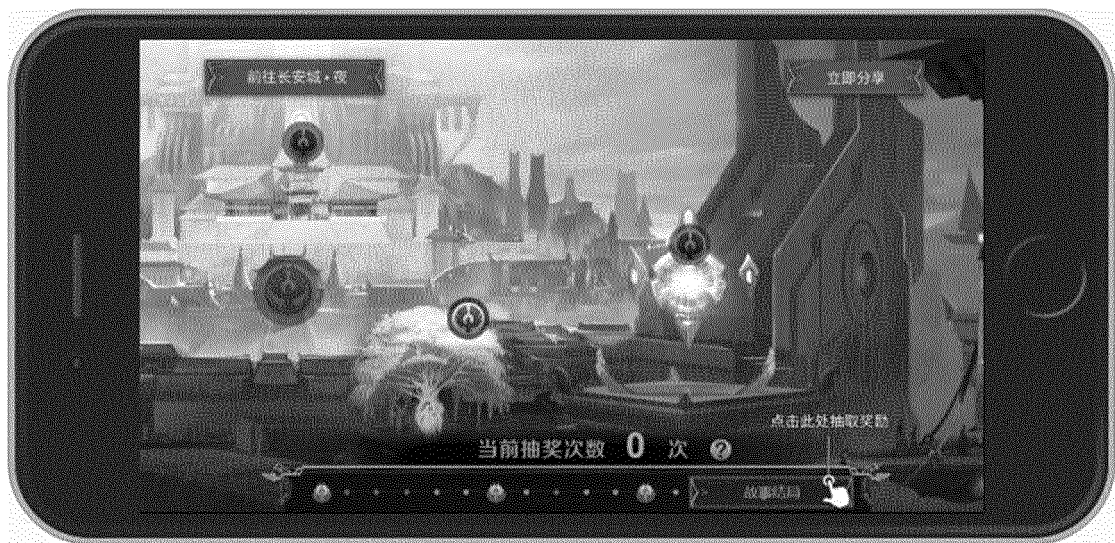 前往长安城·夜
立即分享
点击此处抽取奖励
当前抽奖次数 0 次 ?
故事结局